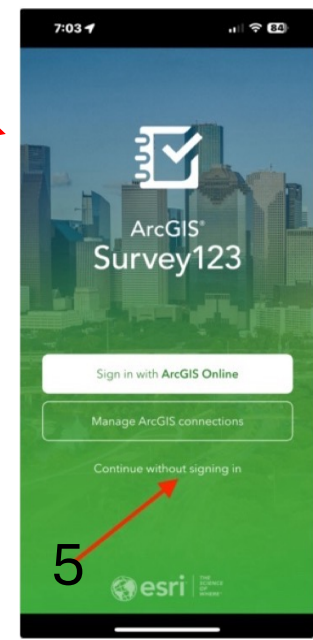 7:03 84
ArcGIS®
Survey123
Sign in with ArcGIS Online
Manage ArcGIS connections
Continue without signing in
5
esri THE SCIENCE OF WHERE®